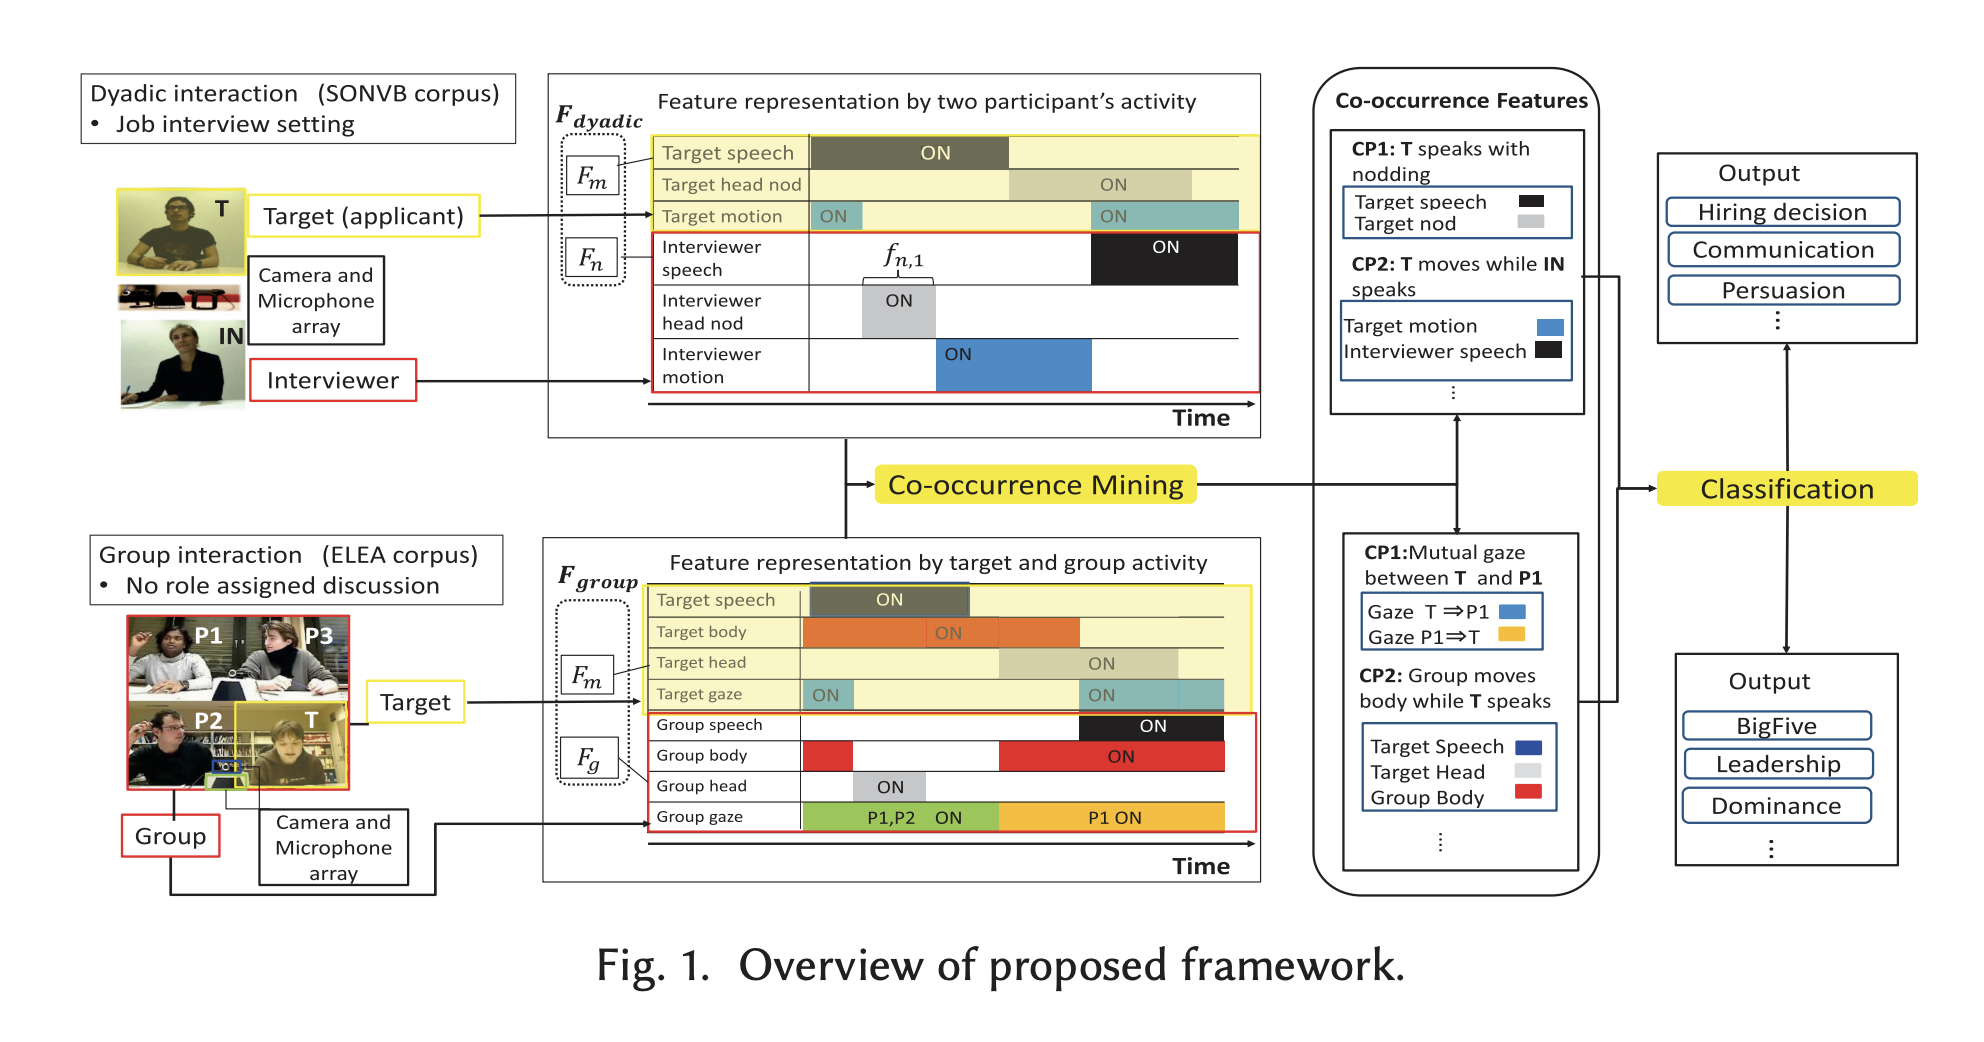 Dyadic interaction (SONVB corpus)
• Job interview setting
T
Target (applicant)
Camera and
Microphone
array
IN
Interviewer
F_dyadic
F_m
F_n
Feature representation by two participant's activity
Target speech
ON
Target head nod
ON
Target motion
ON
ON
Interviewer
speech
ON
f_{n,1}
Interviewer
head nod
ON
Interviewer
motion
ON
Time
Co-occurrence Mining
Group interaction (ELEA corpus)
• No role assigned discussion
P1
P3
P2
T
Target
Group
Camera and
Microphone
array
F_group
F_m
F_g
Feature representation by target and group activity
Target speech
ON
Target body
ON
Target head
ON
Target gaze
ON
ON
Group speech
ON
Group body
ON
Group head
ON
Group gaze
P1,P2 ON
P1 ON
Time
Co-occurrence Features
CP1: T speaks with
nodding
Target speech
Target nod
CP2: T moves while IN
speaks
Target motion
Interviewer speech
⋮
CP1:Mutual gaze
between T and P1
Gaze T ⇒P1
Gaze P1⇒T
CP2: Group moves
body while T speaks
Target Speech
Target Head
Group Body
⋮
Output
Hiring decision
Communication
Persuasion
⋮
Classification
Output
BigFive
Leadership
Dominance
⋮
Fig. 1. Overview of proposed framework.